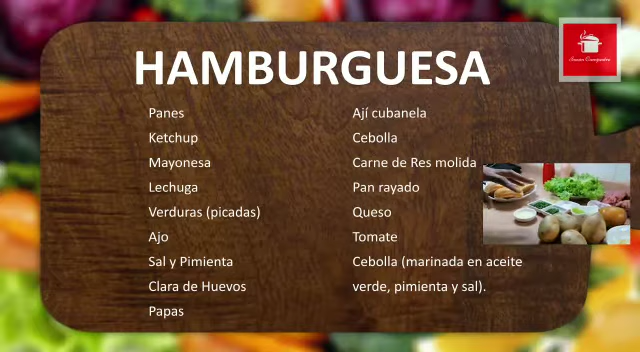 HAMBURGUESA
Panes
Ketchup
Mayonesa
Lechuga
Verduras (picadas)
Ajo
Sal y Pimienta
Clara de Huevos
Papas
Ají cubanela
Cebolla
Carne de Res molida
Pan rayado
Queso
Tomate
Cebolla (marinada en aceite
verde, pimienta y sal).